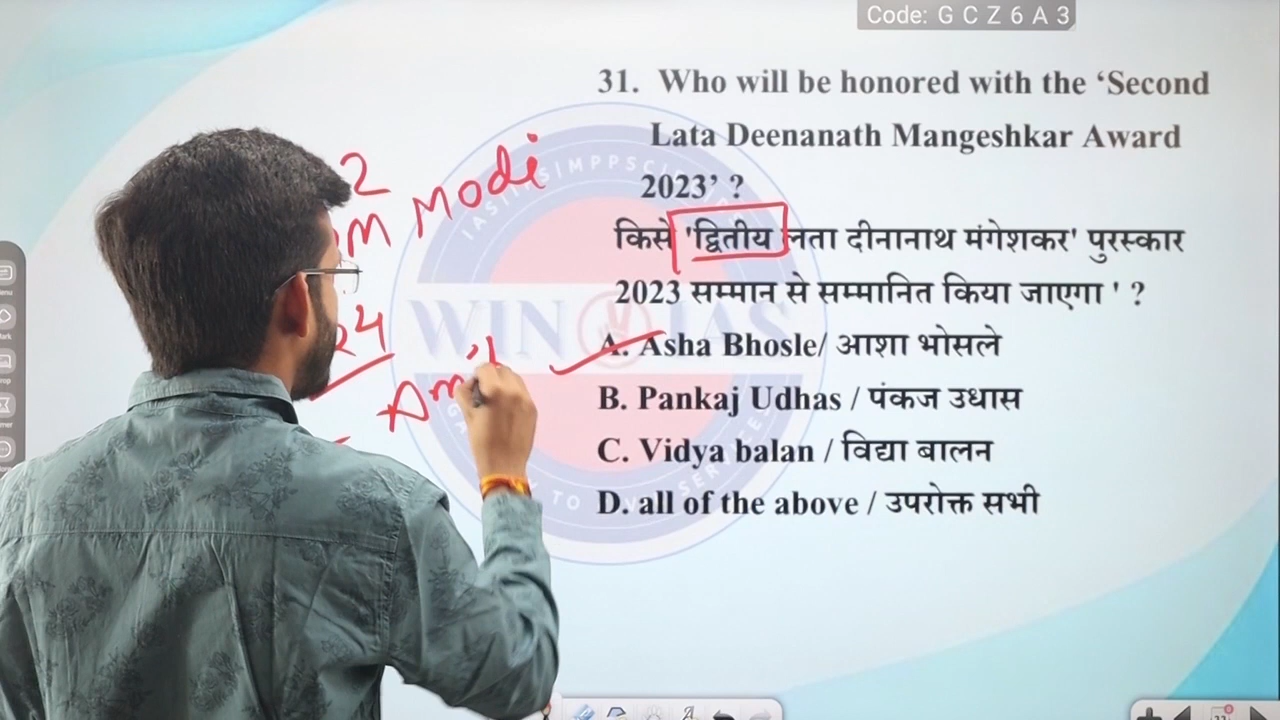 Code: G C Z 6 A 3
31. Who will be honored with the ‘Second
Lata Deenanath Mangeshkar Award
2023’ ?
किसे 'द्वितीय लता दीनानाथ मंगेशकर' पुरस्कार
2023 सम्मान से सम्मानित किया जाएगा ' ?
A. Asha Bhosle/ आशा भोसले
B. Pankaj Udhas / पंकज उधास
C. Vidya balan / विद्या बालन
D. all of the above / उपरोक्त सभी
2
Modi
24
WIN IAS